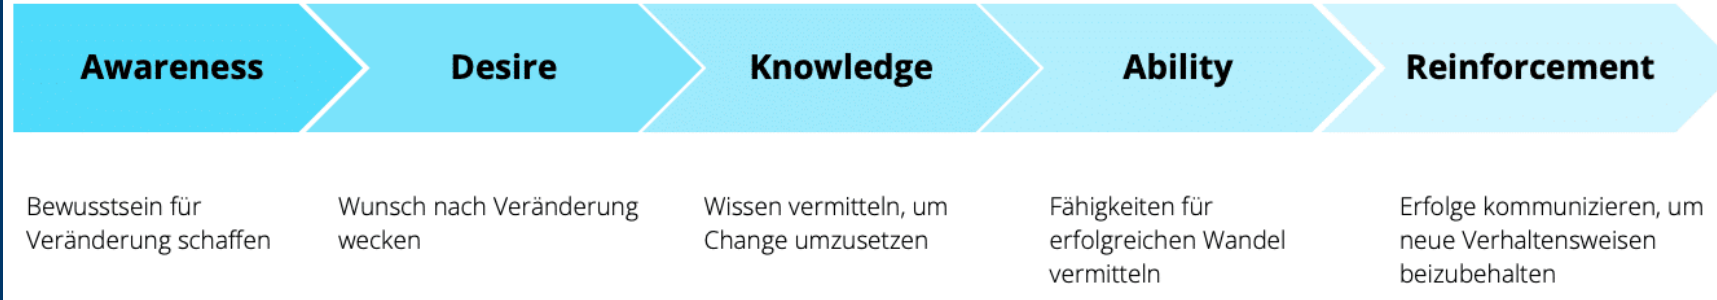 Awareness
Desire
Knowledge
Ability
Reinforcement
Bewusstsein für
Veränderung schaffen
Wunsch nach Veränderung
wecken
Wissen vermitteln, um
Change umzusetzen
Fähigkeiten für
erfolgreichen Wandel
vermitteln
Erfolge kommunizieren, um
neue Verhaltensweisen
beizubehalten